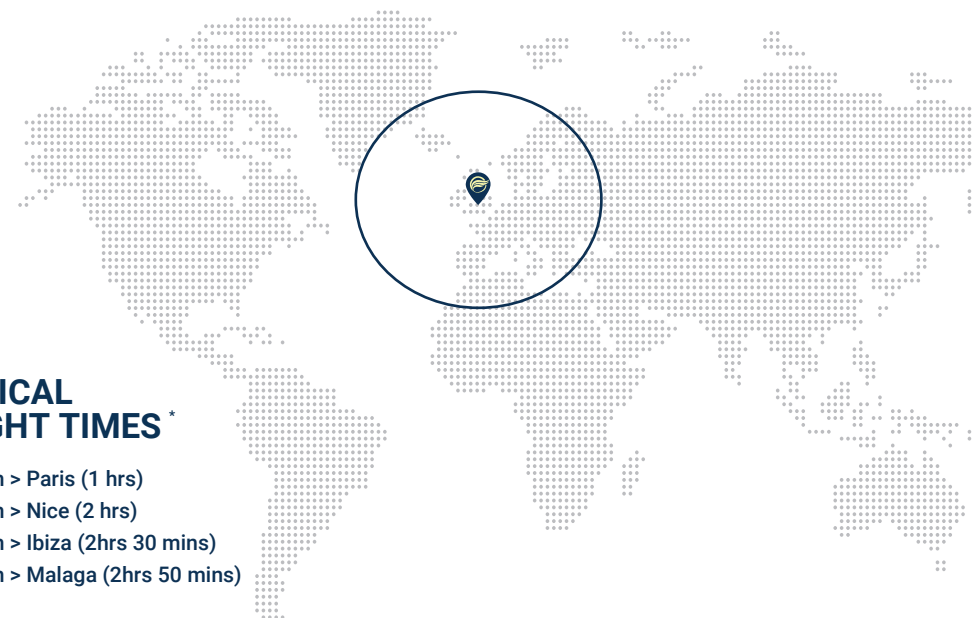 ICAL
GHT TIMES *
n > Paris (1 hrs)
n > Nice (2 hrs)
n > Ibiza (2hrs 30 mins)
n > Malaga (2hrs 50 mins)